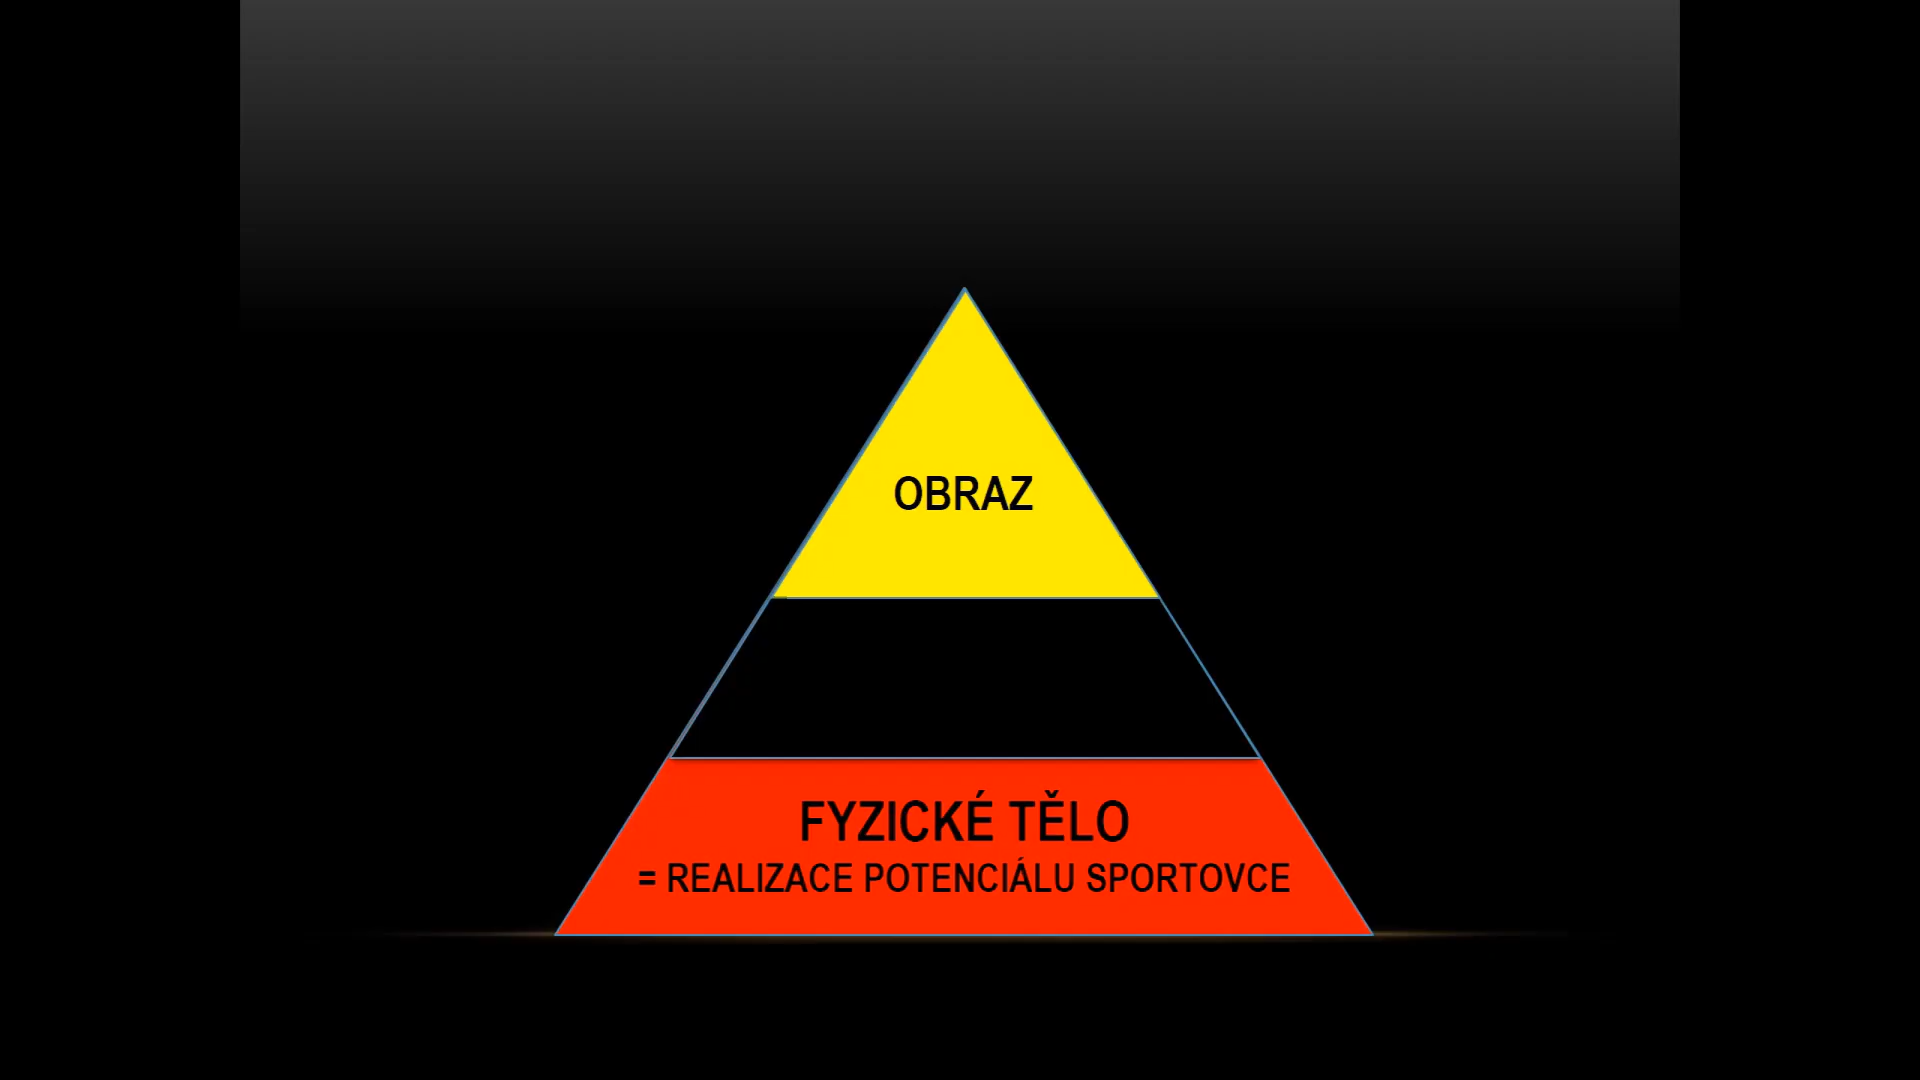 OBRAZ
FYZICKÉ TĚLO
= REALIZACE POTENCIÁLU SPORTOVCE